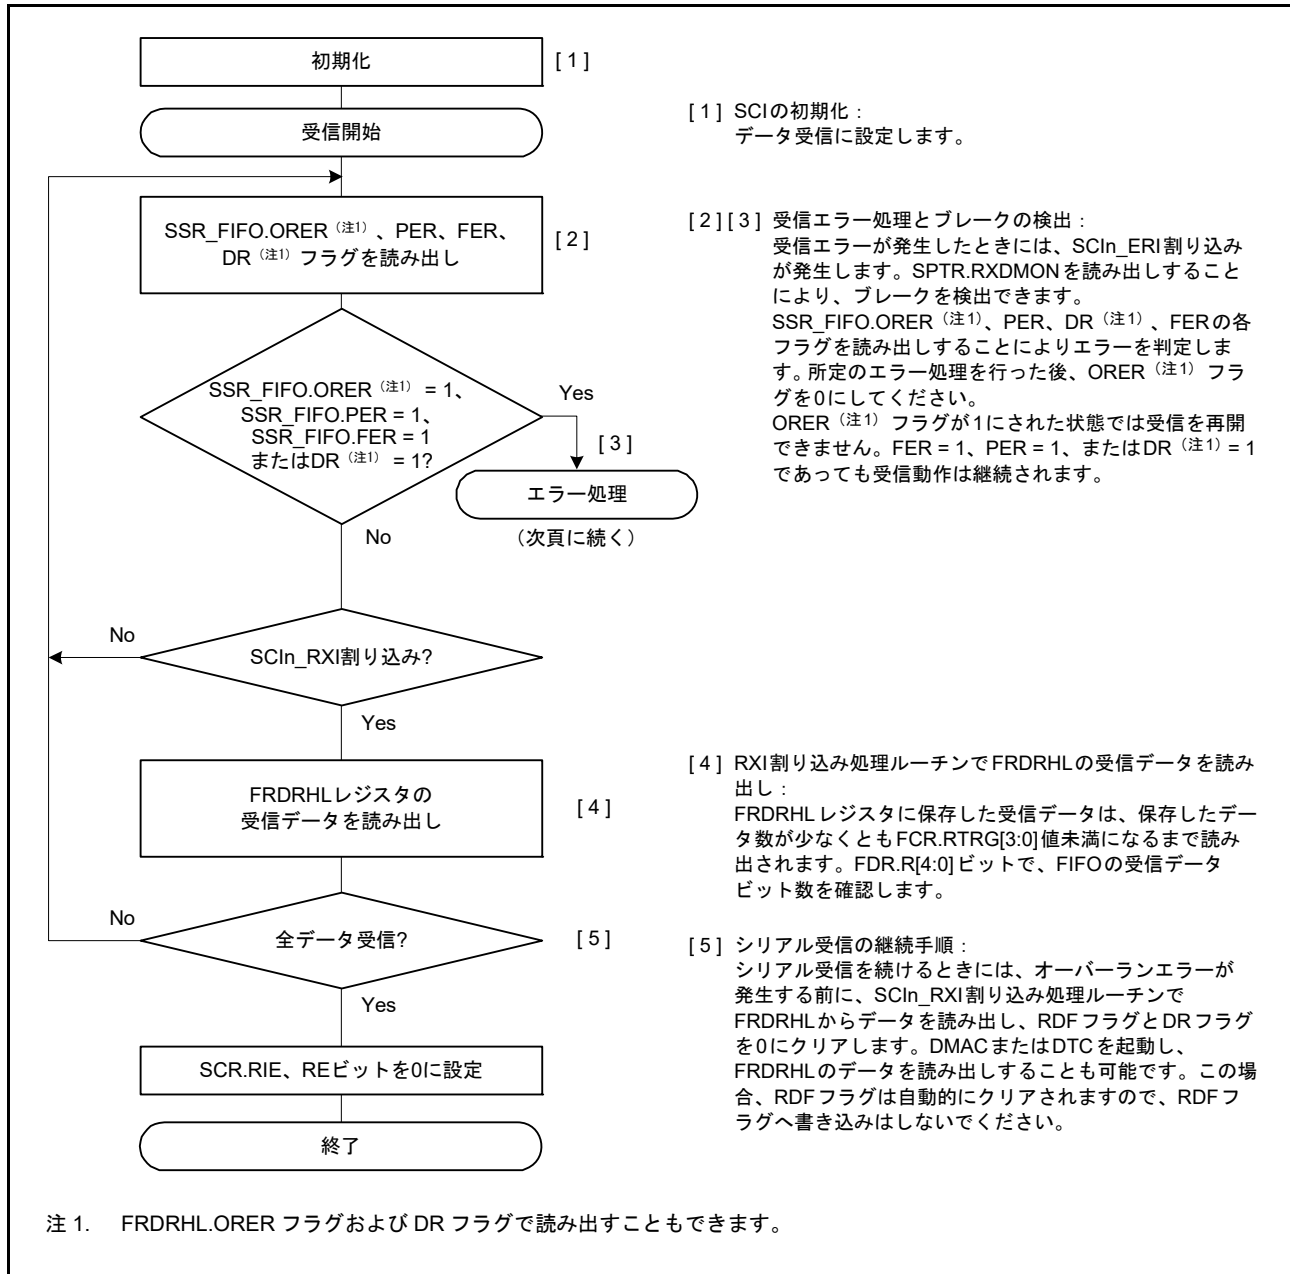 初期化
[ 1 ]
受信開始
SSR_FIFO.ORER（注1）、PER、FER、
DR（注1）フラグを読み出し
[ 2 ]
SSR_FIFO.ORER（注1） = 1、
SSR_FIFO.PER = 1、
SSR_FIFO.FER = 1
またはDR（注1） = 1?
Yes
[ 3 ]
エラー処理
（次頁に続く）
No
SCIn_RXI割り込み?
No
Yes
FRDRHLレジスタの
受信データを読み出し
[ 4 ]
全データ受信?
No
[ 5 ]
Yes
SCR.RIE、REビットを0に設定
終了
[ 1 ] SCIの初期化：
データ受信に設定します。
[ 2 ] [ 3 ] 受信エラー処理とブレークの検出：
受信エラーが発生したときには、SCIn_ERI割り込み
が発生します。SPTR.RXDMONを読み出しすること
により、ブレークを検出できます。
SSR_FIFO.ORER（注1）、PER、DR（注1）、FERの各
フラグを読み出しすることによりエラーを判定しま
す。所定のエラー処理を行った後、ORER（注1）フラ
グを0にしてください。
ORER（注1）フラグが1にされた状態では受信を再開
できません。FER = 1、PER = 1、またはDR（注1） = 1
であっても受信動作は継続されます。
[ 4 ] RXI割り込み処理ルーチンでFRDRHLの受信データを読み
出し：
FRDRHLレジスタに保存した受信データは、保存したデー
タ数が少なくともFCR.RTRG[3:0]値未満になるまで読み
出されます。FDR.R[4:0]ビットで、FIFOの受信データ
ビット数を確認します。
[ 5 ] シリアル受信の継続手順：
シリアル受信を続けるときには、オーバーランエラーが
発生する前に、SCIn_RXI割り込み処理ルーチンで
FRDRHLからデータを読み出し、RDFフラグとDRフラグ
を0にクリアします。DMACまたはDTCを起動し、
FRDRHLのデータを読み出しすることも可能です。この場
合、RDFフラグは自動的にクリアされますので、RDFフ
ラグへ書き込みはしないでください。
注 1. FRDRHL.ORER フラグおよび DR フラグで読み出すこともできます。